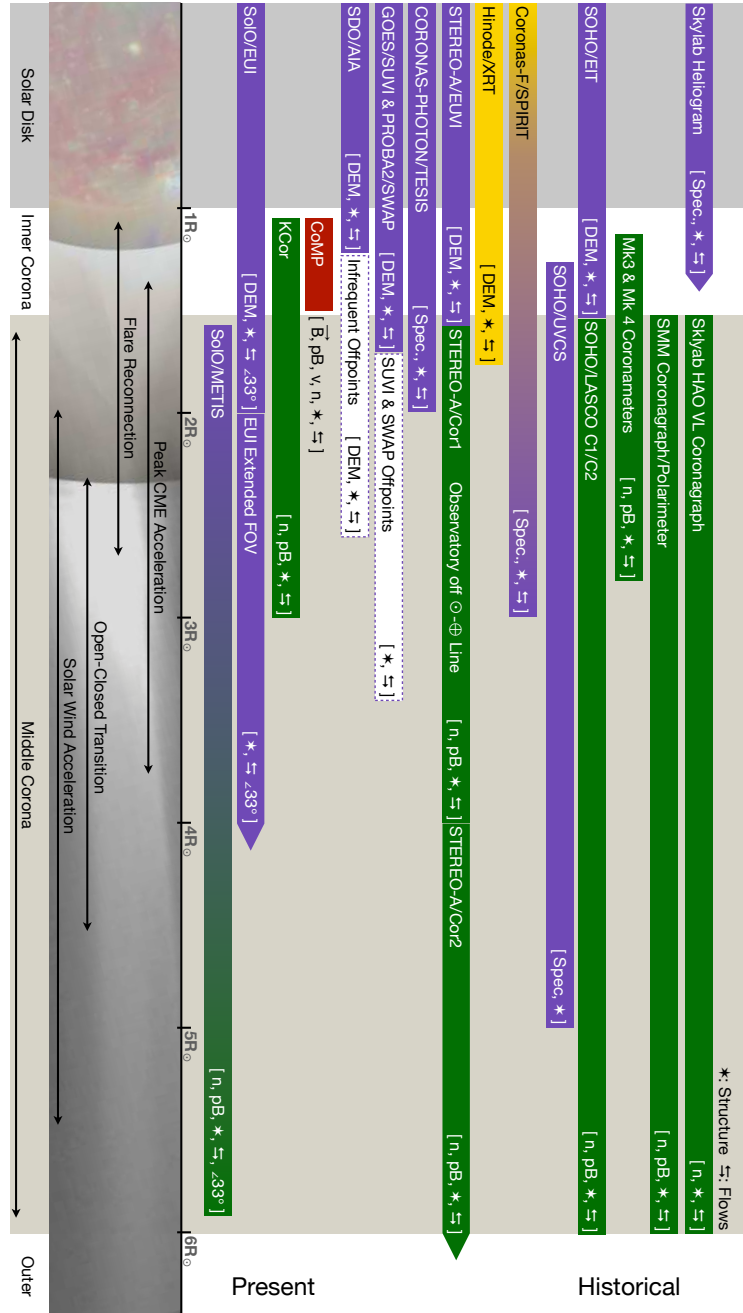 ✶: Structure ⇆: Flows
Historical
Skylab Heliogram [ Spec., ✶, ⇆ ]
Sklyab HAO VL Coronagraph [ n, ✶, ⇆ ]
SMM Coronagraph/Polarimeter [ n, pB, ✶, ⇆ ]
Mk3 & Mk 4 Coronameters [ n, pB, ✶, ⇆ ]
SOHO/EIT [ DEM, ✶, ⇆ ] SOHO/LASCO C1/C2 [ n, pB, ✶, ⇆ ]
SOHO/UVCS [ Spec, ✶ ]
Coronas-F/SPIRIT [ Spec., ✶, ⇆ ]
Present
Hinode/XRT [ DEM, ✶, ⇆ ]
STEREO-A/EUVI [ DEM, ✶, ⇆ ] STEREO-A/Cor1 Observatory off ⊙-⊕ Line [ n, pB, ✶, ⇆ ] STEREO-A/Cor2 [ n, pB, ✶, ⇆ ]
CORONAS-PHOTON/TESIS [ Spec., ✶, ⇆ ]
GOES/SUVI & PROBA2/SWAP [ DEM, ✶, ⇆ ] SUVI & SWAP Offpoints [ ✶, ⇆ ]
SDO/AIA [ DEM, ✶, ⇆ ] Infrequent Offpoints [ DEM, ✶, ⇆ ]
CoMP [ B⃗, pB, v, n, ✶, ⇆ ]
KCor [ n, pB, ✶, ⇆ ]
SolO/EUI [ DEM, ✶, ⇆ ∠33° ] EUI Extended FOV [ ✶, ⇆ ∠33° ]
SolO/METIS [ n, pB, ✶, ⇆, ∠33° ]
1R⊙ 2R⊙ 3R⊙ 4R⊙ 5R⊙ 6R⊙
Peak CME Acceleration
Flare Reconnection
Open-Closed Transition
Solar Wind Acceleration
Solar Disk Inner Corona Middle Corona Outer